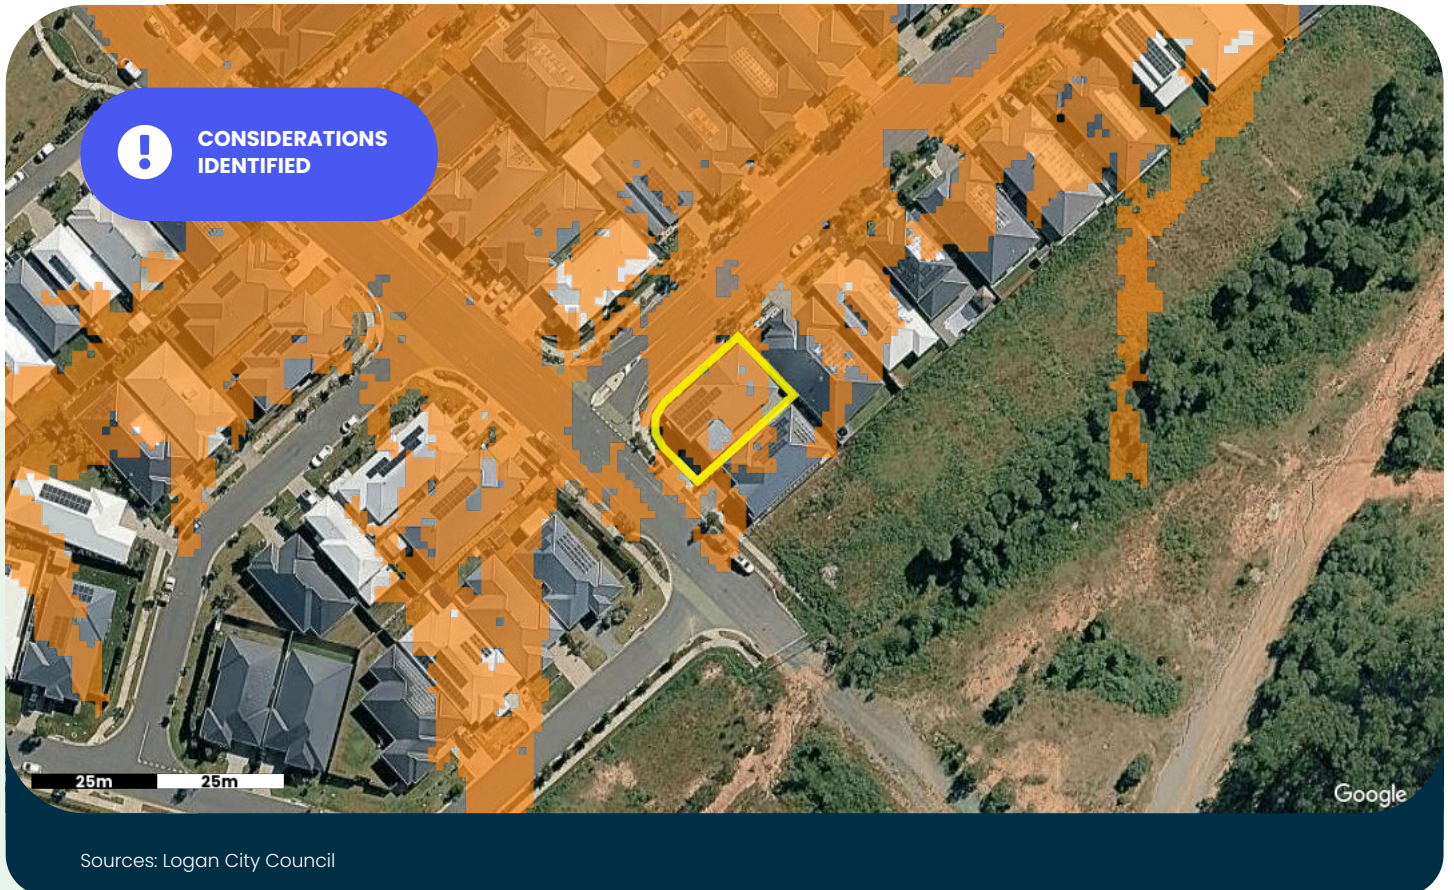 CONSIDERATIONS
IDENTIFIED
25m 25m
Google
Sources: Logan City Council